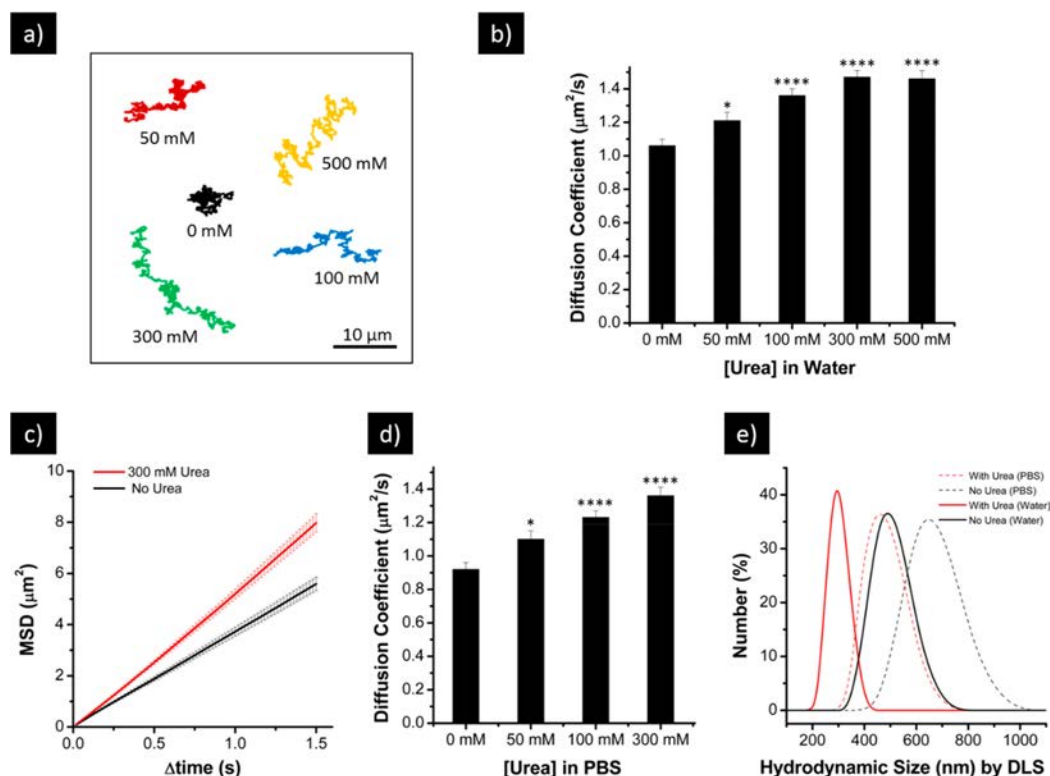 a)
50 mM
500 mM
0 mM
100 mM
300 mM
10 μm
b)
Diffusion Coefficient (μm²/s)
1.4
1.2
1.0
0.8
0.6
0.4
0.2
0.0
*
****
****
****
0 mM 50 mM 100 mM 300 mM 500 mM
[Urea] in Water
c)
MSD (μm²)
10
8
6
4
2
0
300 mM Urea
No Urea
0.0 0.5 1.0 1.5
Δtime (s)
d)
Diffusion Coefficient (μm²/s)
1.4
1.2
1.0
0.8
0.6
0.4
0.2
0.0
*
****
****
0 mM 50 mM 100 mM 300 mM
[Urea] in PBS
e)
Number (%)
40
30
20
10
0
With Urea (PBS)
No Urea (PBS)
With Urea (Water)
No Urea (Water)
200 400 600 800 1000
Hydrodynamic Size (nm) by DLS